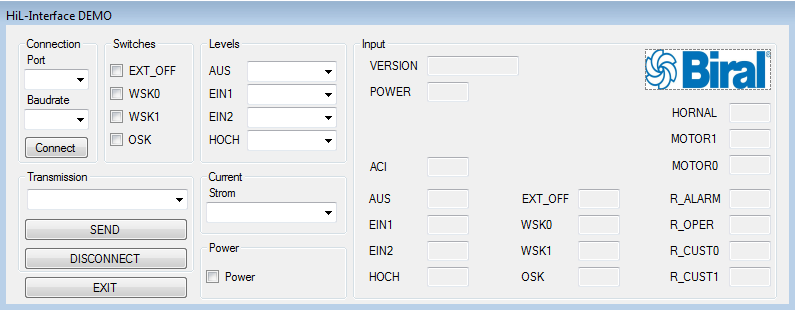 HiL-Interface DEMO
Connection
Port
Baudrate
Connect
Switches
EXT_OFF
WSK0
WSK1
OSK
Levels
AUS
EIN1
EIN2
HOCH
Transmission
SEND
DISCONNECT
EXIT
Current
Strom
Power
Power
Input
VERSION
POWER
Biral®
HORNAL
MOTOR1
ACI MOTOR0
AUS EXT_OFF R_ALARM
EIN1 WSK0 R_OPER
EIN2 WSK1 R_CUST0
HOCH OSK R_CUST1